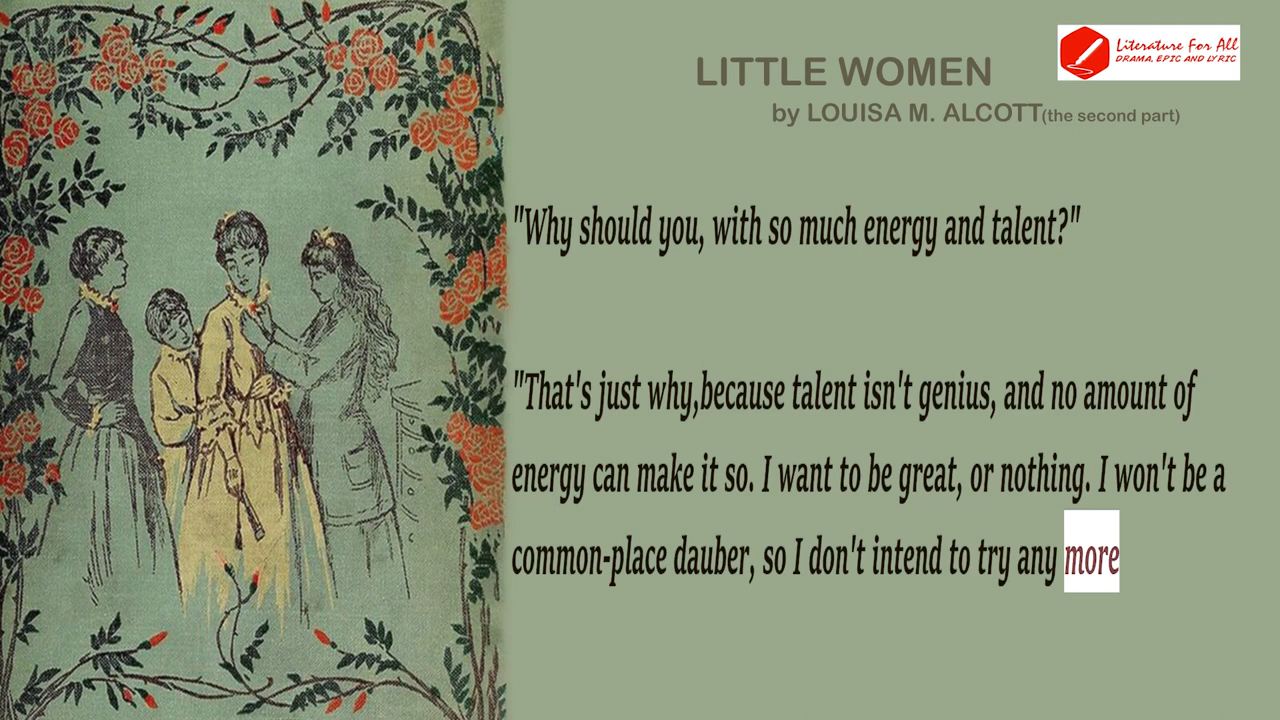 LITTLE WOMEN
Literature For All
DRAMA, EPIC AND LYRIC
by LOUISA M. ALCOTT(the second part)
"Why should you, with so much energy and talent?"
"That's just why,because talent isn't genius, and no amount of
energy can make it so. I want to be great, or nothing. I won't be a
common-place dauber, so I don't intend to try any more